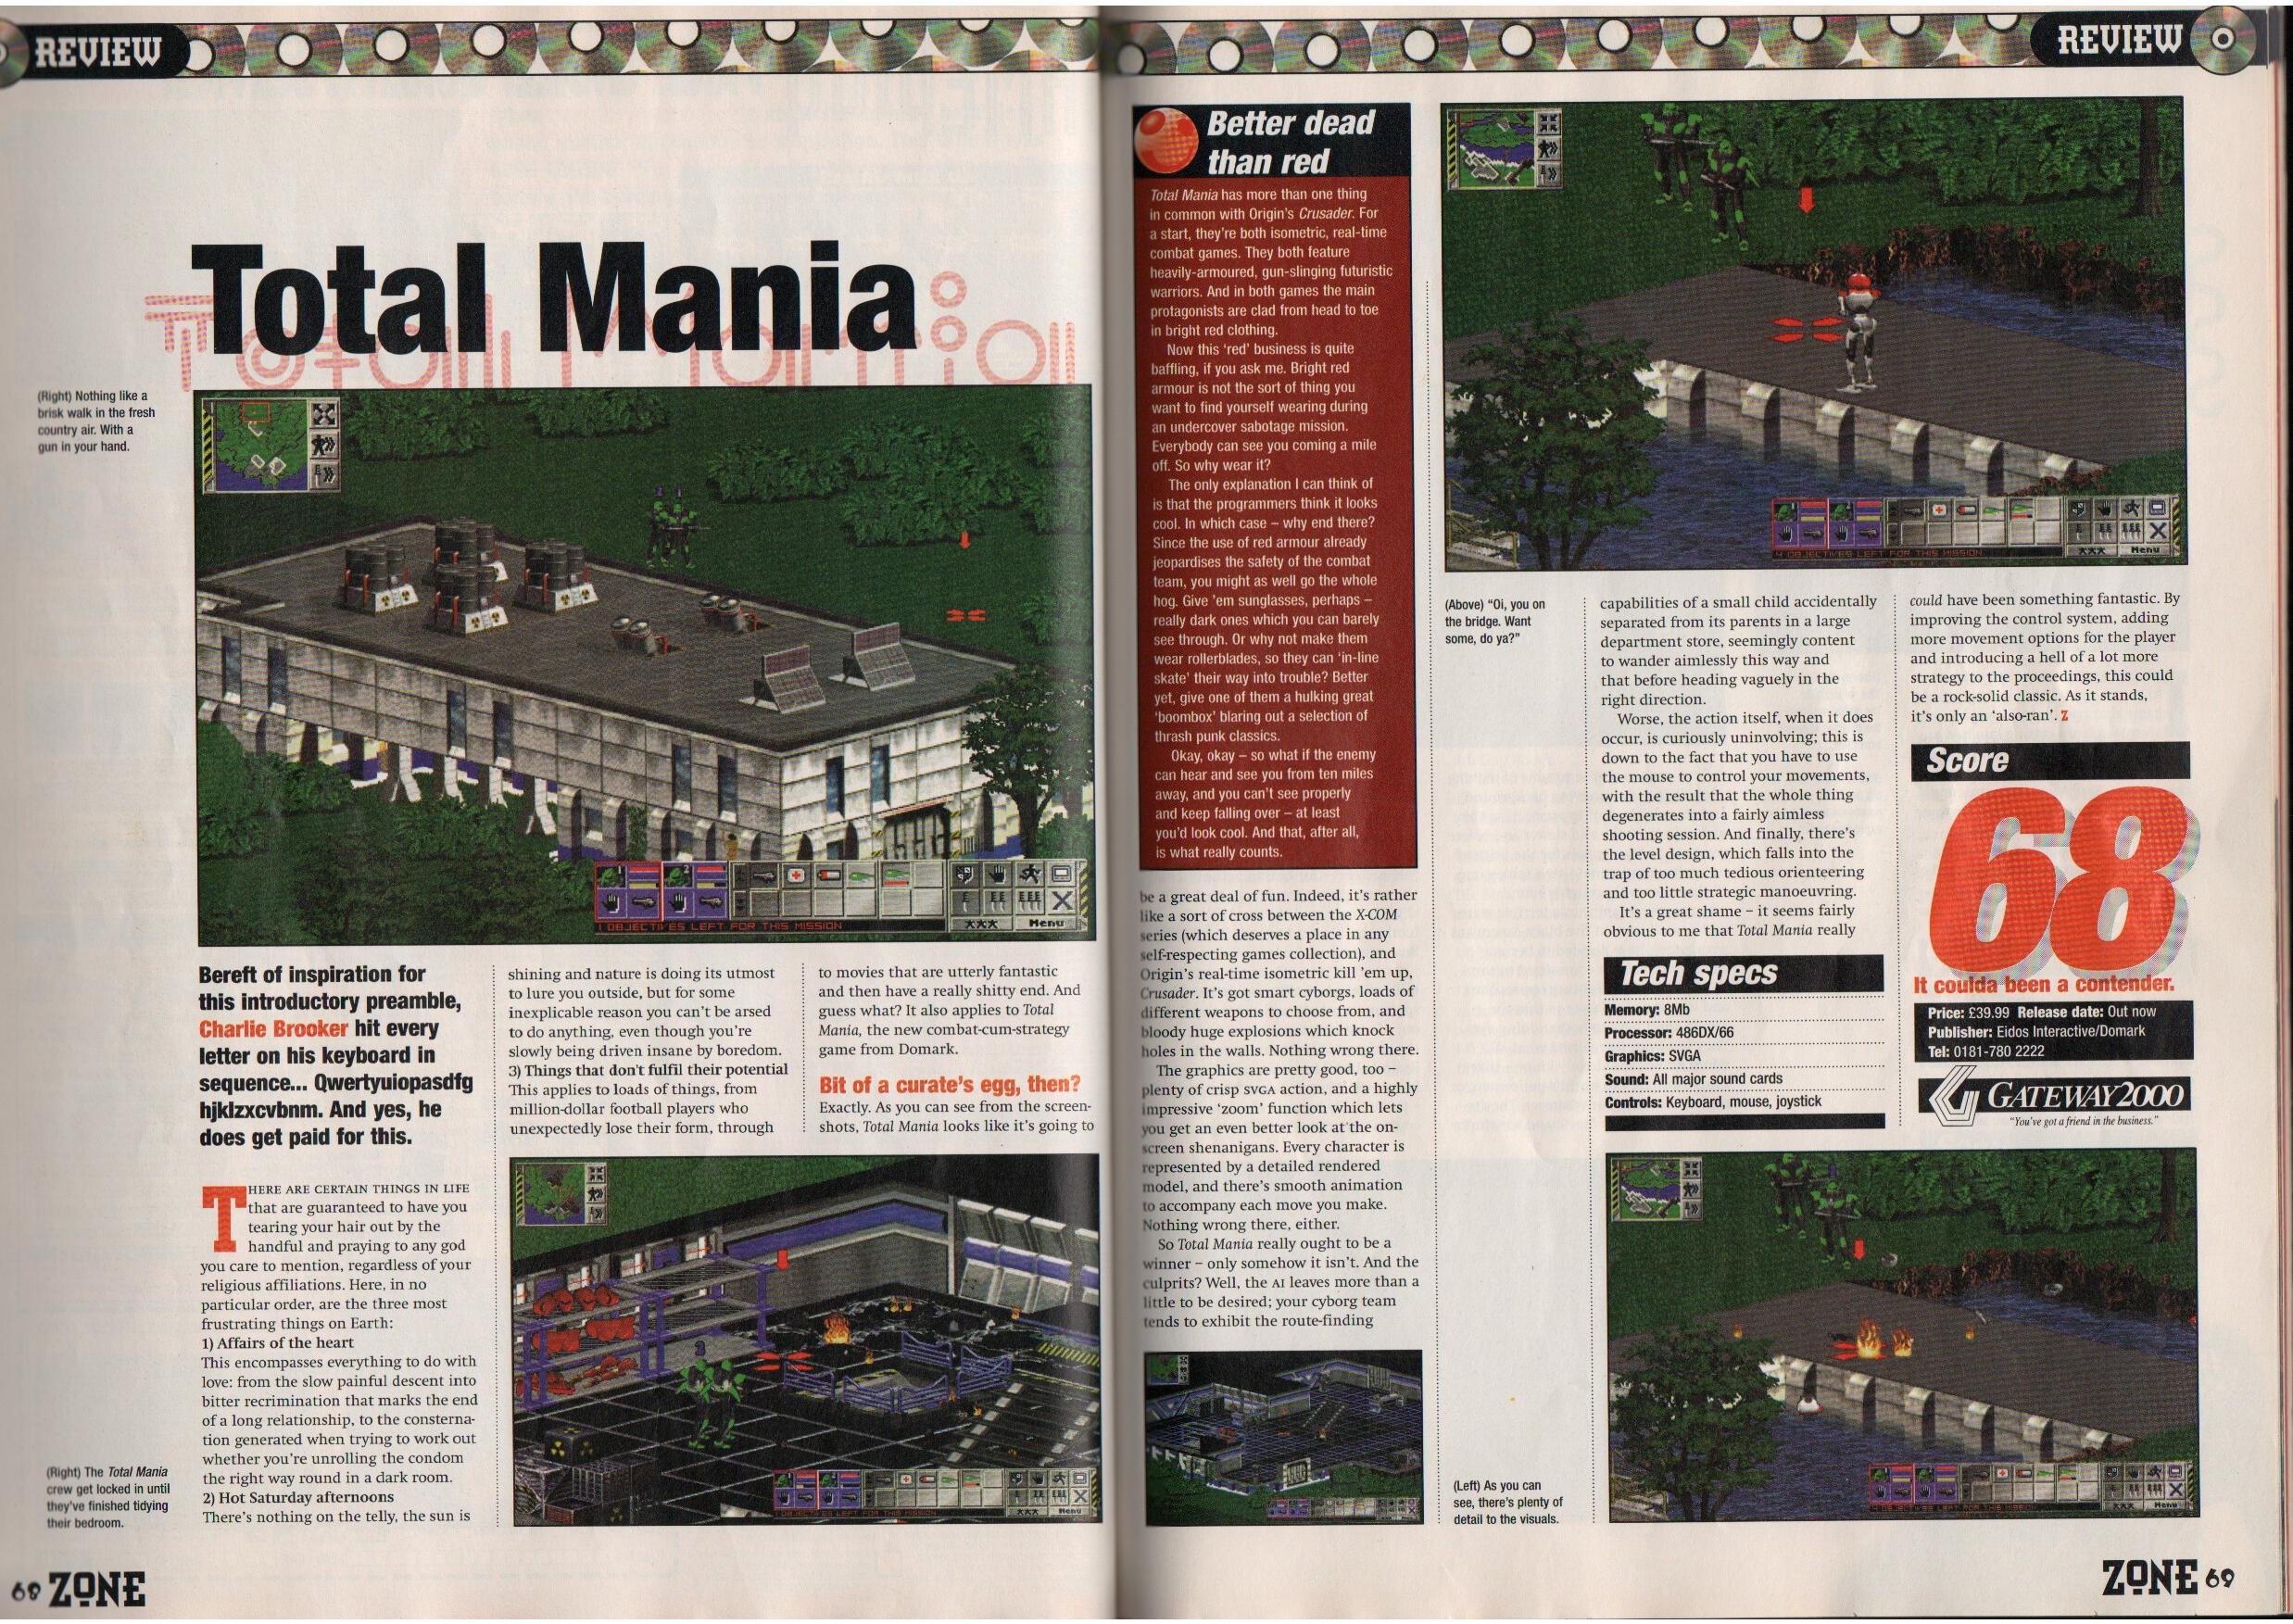 REVIEW
REVIEW
Total Mania
(Right) Nothing like a
brisk walk in the fresh
country air. With a
gun in your hand.
1 OBJECTIVES LEFT FOR THIS MISSION
Menu
Bereft of inspiration for
this introductory preamble,
Charlie Brooker hit every
letter on his keyboard in
sequence... Qwertyuiopasdfg
hjklzxcvbnm. And yes, he
does get paid for this.
THERE ARE CERTAIN THINGS IN LIFE
that are guaranteed to have you
tearing your hair out by the
handful and praying to any god
you care to mention, regardless of your
religious affiliations. Here, in no
particular order, are the three most
frustrating things on Earth:
1) Affairs of the heart
This encompasses everything to do with
love: from the slow painful descent into
bitter recrimination that marks the end
of a long relationship, to the consterna-
tion generated when trying to work out
whether you're unrolling the condom
the right way round in a dark room.
2) Hot Saturday afternoons
There's nothing on the telly, the sun is
shining and nature is doing its utmost
to lure you outside, but for some
inexplicable reason you can't be arsed
to do anything, even though you're
slowly being driven insane by boredom.
3) Things that don't fulfil their potential
This applies to loads of things, from
million-dollar football players who
unexpectedly lose their form, through
to movies that are utterly fantastic
and then have a really shitty end. And
guess what? It also applies to Total
Mania, the new combat-cum-strategy
game from Domark.
Bit of a curate's egg, then?
Exactly. As you can see from the screen-
shots, Total Mania looks like it's going to
(Right) The Total Mania
crew get locked in until
they've finished tidying
their bedroom.
Menu
68 ZONE
Better dead
than red
Total Mania has more than one thing
in common with Origin's Crusader. For
a start, they're both isometric, real-time
combat games. They both feature
heavily-armoured, gun-slinging futuristic
warriors. And in both games the main
protagonists are clad from head to toe
in bright red clothing.
Now this 'red' business is quite
baffling, if you ask me. Bright red
armour is not the sort of thing you
want to find yourself wearing during
an undercover sabotage mission.
Everybody can see you coming a mile
off. So why wear it?
The only explanation I can think of
is that the programmers think it looks
cool. In which case – why end there?
Since the use of red armour already
jeopardises the safety of the combat
team, you might as well go the whole
hog. Give 'em sunglasses, perhaps –
really dark ones which you can barely
see through. Or why not make them
wear rollerblades, so they can 'in-line
skate' their way into trouble? Better
yet, give one of them a hulking great
'boombox' blaring out a selection of
thrash punk classics.
Okay, okay – so what if the enemy
can hear and see you from ten miles
away, and you can't see properly
and keep falling over – at least
you'd look cool. And that, after all,
is what really counts.
be a great deal of fun. Indeed, it's rather
like a sort of cross between the X-COM
series (which deserves a place in any
self-respecting games collection), and
Origin's real-time isometric kill 'em up,
Crusader. It's got smart cyborgs, loads of
different weapons to choose from, and
bloody huge explosions which knock
holes in the walls. Nothing wrong there.
The graphics are pretty good, too –
plenty of crisp SVGA action, and a highly
impressive 'zoom' function which lets
you get an even better look at the on-
screen shenanigans. Every character is
represented by a detailed rendered
model, and there's smooth animation
to accompany each move you make.
Nothing wrong there, either.
So Total Mania really ought to be a
winner – only somehow it isn't. And the
culprits? Well, the AI leaves more than a
little to be desired; your cyborg team
tends to exhibit the route-finding
4 OBJECTIVES LEFT FOR THIS MISSION
Menu
(Above) "Oi, you on
the bridge. Want
some, do ya?"
(Left) As you can
see, there's plenty of
detail to the visuals.
capabilities of a small child accidentally
separated from its parents in a large
department store, seemingly content
to wander aimlessly this way and
that before heading vaguely in the
right direction.
Worse, the action itself, when it does
occur, is curiously uninvolving; this is
down to the fact that you have to use
the mouse to control your movements,
with the result that the whole thing
degenerates into a fairly aimless
shooting session. And finally, there's
the level design, which falls into the
trap of too much tedious orienteering
and too little strategic manoeuvring.
It's a great shame – it seems fairly
obvious to me that Total Mania really
could have been something fantastic. By
improving the control system, adding
more movement options for the player
and introducing a hell of a lot more
strategy to the proceedings, this could
be a rock-solid classic. As it stands,
it's only an 'also-ran'. Z
Tech specs
Memory: 8Mb
Processor: 486DX/66
Graphics: SVGA
Sound: All major sound cards
Controls: Keyboard, mouse, joystick
Score
68
It coulda been a contender.
Price: £39.99 Release date: Out now
Publisher: Eidos Interactive/Domark
Tel: 0181-780 2222
GATEWAY2000
"You've got a friend in the business."
Menu
ZONE 69